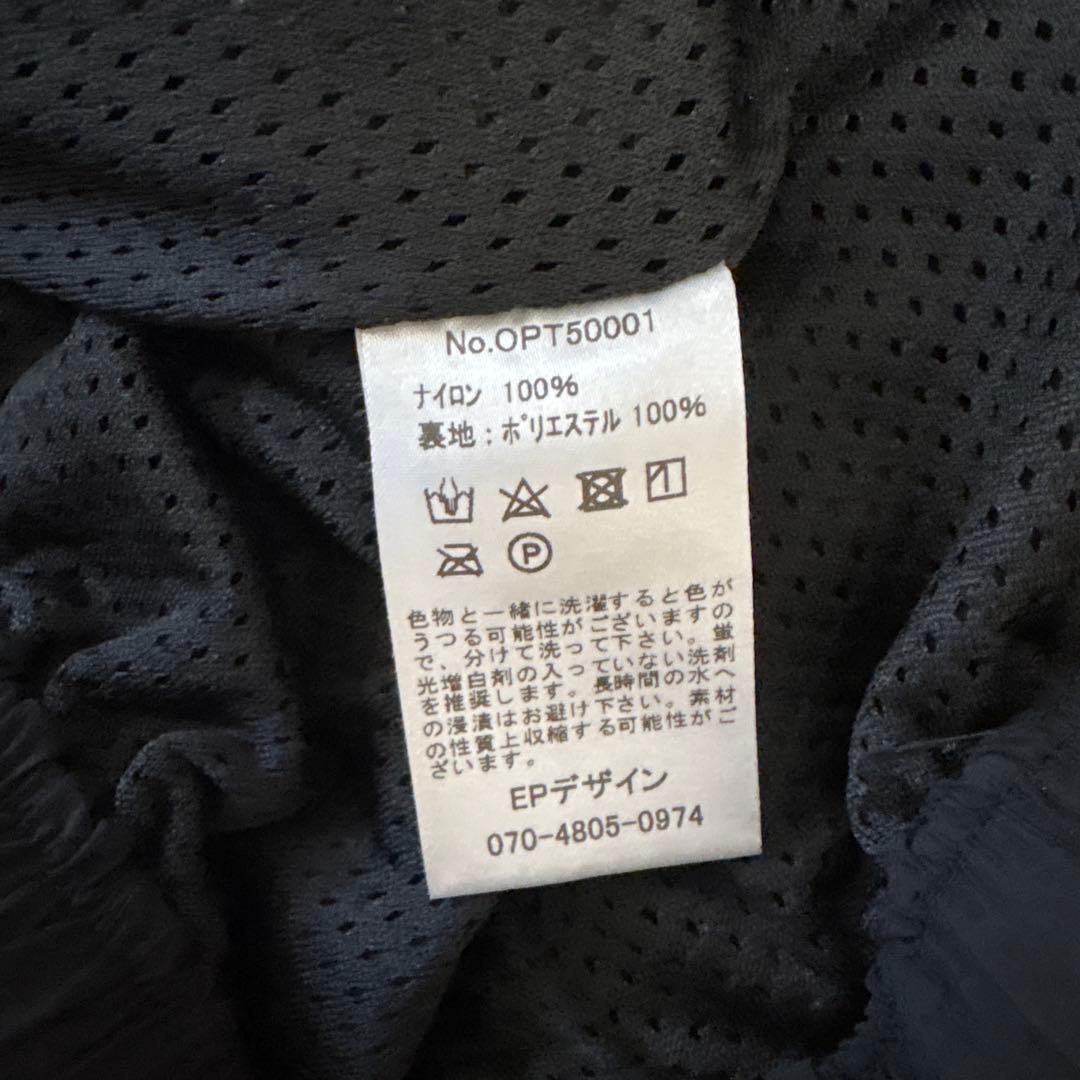 No.OPT50001
ナイロン 100%
裏地：ポリエステル 100%
P
色物と一緒に洗濯すると色が
うつる可能性がございますの
で、分けて洗って下さい。蛍
光増白剤の入っていない洗剤
を推奨します。長時間の水へ
の浸漬はお避け下さい。素材
の性質上収縮する可能性がご
ざいます。
EPデザイン
070-4805-0974